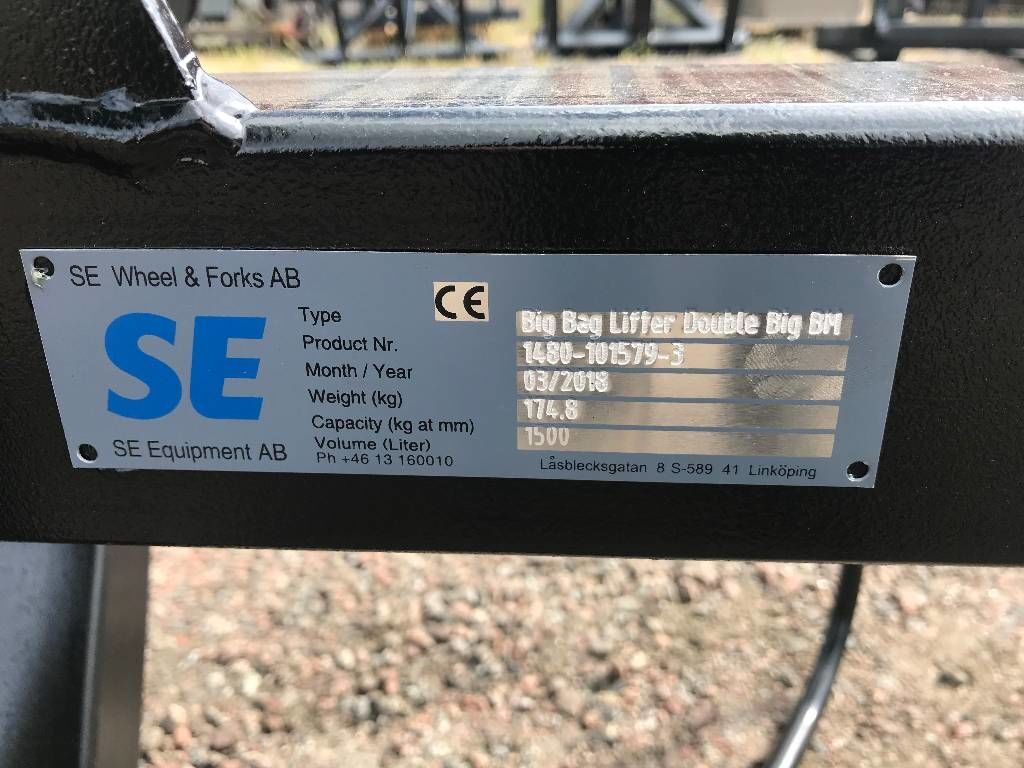 SE Wheel & Forks AB
CE
SE
Type Big Bag Liffer Double Big BM
Product Nr. 1480-101579-3
Month / Year 03/2018
Weight (kg) 174.8
Capacity (kg at mm) 1500
Volume (Liter)
SE Equipment AB
Ph +46 13 160010
Låsblecksgatan 8 S-589 41 Linköping